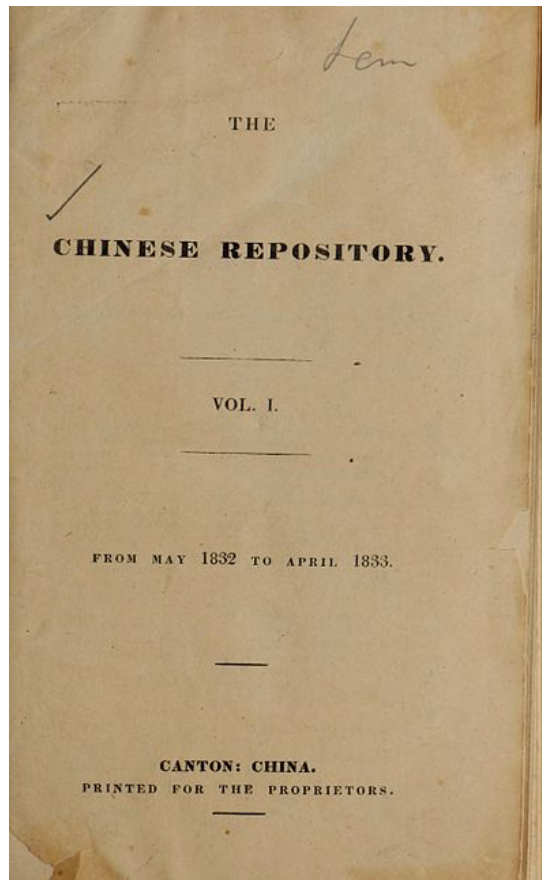 THE
CHINESE REPOSITORY.
VOL. I.
FROM MAY 1832 TO APRIL 1833.
CANTON: CHINA.
PRINTED FOR THE PROPRIETORS.